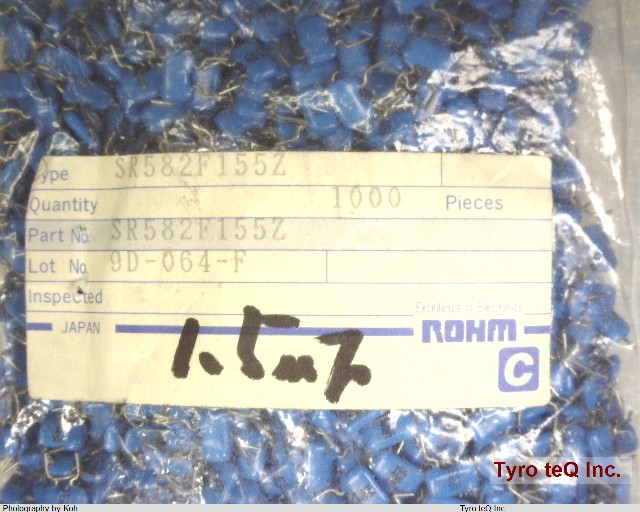 Type SR582F155Z
Quantity 1000 Pieces
Part No. SR582F155Z
Lot No. 9D-064-F
Inspected
Excellence in Electronics
JAPAN ROHM
C
1.5
Tyro teQ Inc.
Photography by Koh Tyro teQ Inc